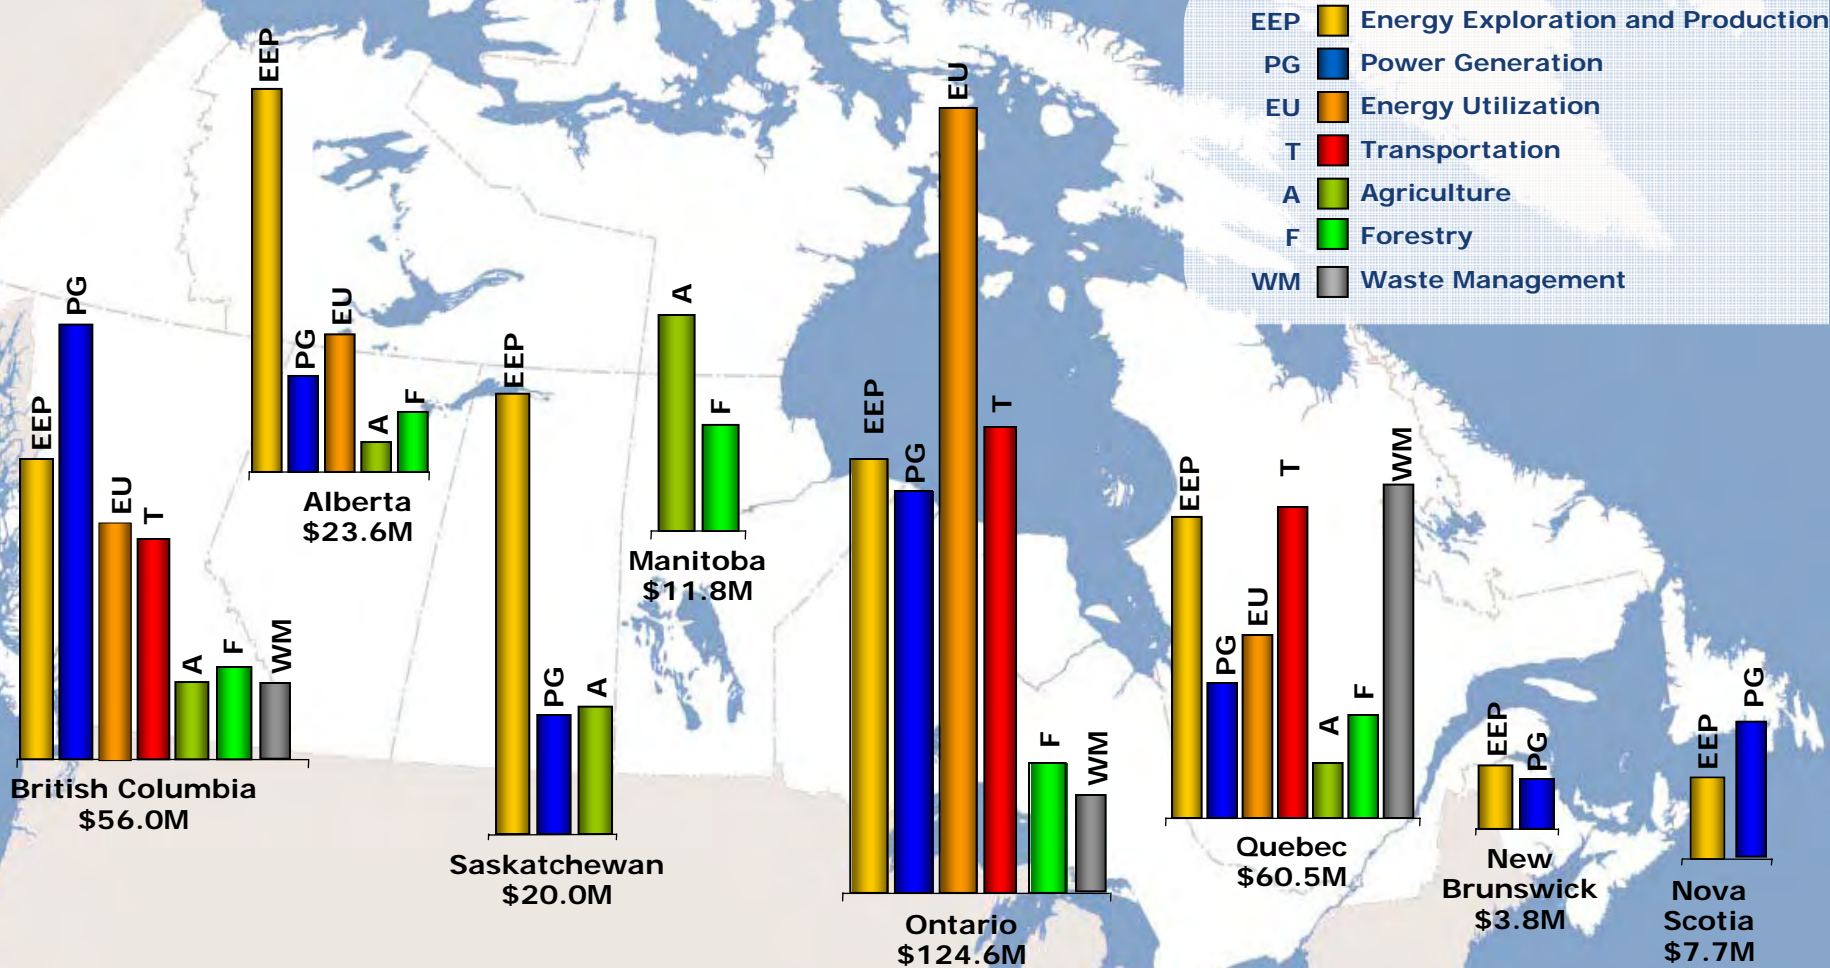 EEP Energy Exploration and Production
PG Power Generation
EU Energy Utilization
T Transportation
A Agriculture
F Forestry
WM Waste Management
EEP
PG
EU
T
A
F
WM
British Columbia
$56.0M
EEP
PG
EU
A
F
Alberta
$23.6M
EEP
PG
A
Saskatchewan
$20.0M
A
F
Manitoba
$11.8M
EEP
PG
EU
T
F
WM
Ontario
$124.6M
EEP
PG
EU
T
A
F
WM
Quebec
$60.5M
EEP
PG
New
Brunswick
$3.8M
EEP
PG
Nova
Scotia
$7.7M